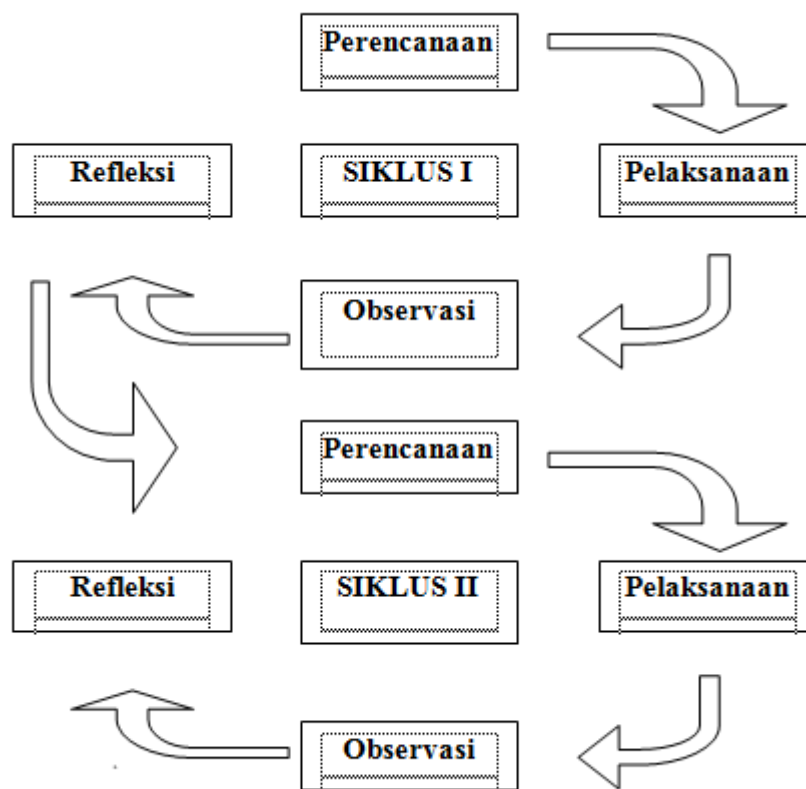 Perencanaan
Refleksi
SIKLUS I
Pelaksanaan
Observasi
Perencanaan
Refleksi
SIKLUS II
Pelaksanaan
Observasi